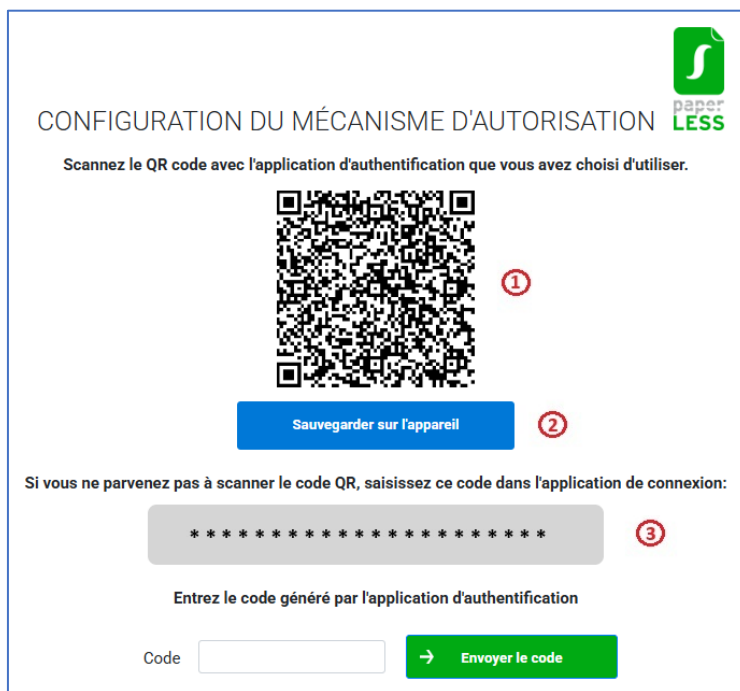 paper
LESS
CONFIGURATION DU MÉCANISME D'AUTORISATION
Scannez le QR code avec l'application d'authentification que vous avez choisi d'utiliser.
1
Sauvegarder sur l'appareil
2
Si vous ne parvenez pas à scanner le code QR, saisissez ce code dans l'application de connexion:
* * * * * * * * * * * * * * * * * * * * * *
3
Entrez le code généré par l'application d'authentification
Code
→ Envoyer le code